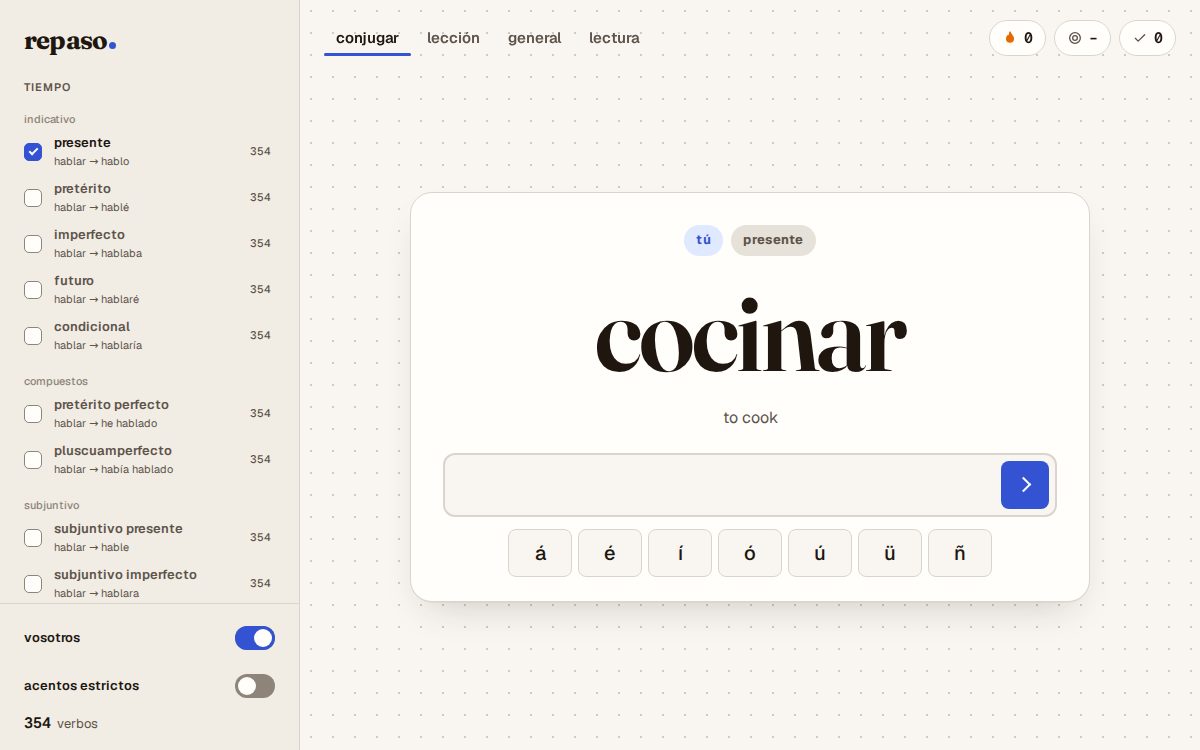 repaso.
TIEMPO
indicativo
presente
hablar → hablo
354
pretérito
hablar → hablé
354
imperfecto
hablar → hablaba
354
futuro
hablar → hablaré
354
condicional
hablar → hablaría
354
compuestos
pretérito perfecto
hablar → he hablado
354
pluscuamperfecto
hablar → había hablado
354
subjuntivo
subjuntivo presente
hablar → hable
354
subjuntivo imperfecto
hablar → hablara
354
vosotros
acentos estrictos
354 verbos
conjugar lección general lectura
0 – 0
tú presente
cocinar
to cook
á é í ó ú ü ñ